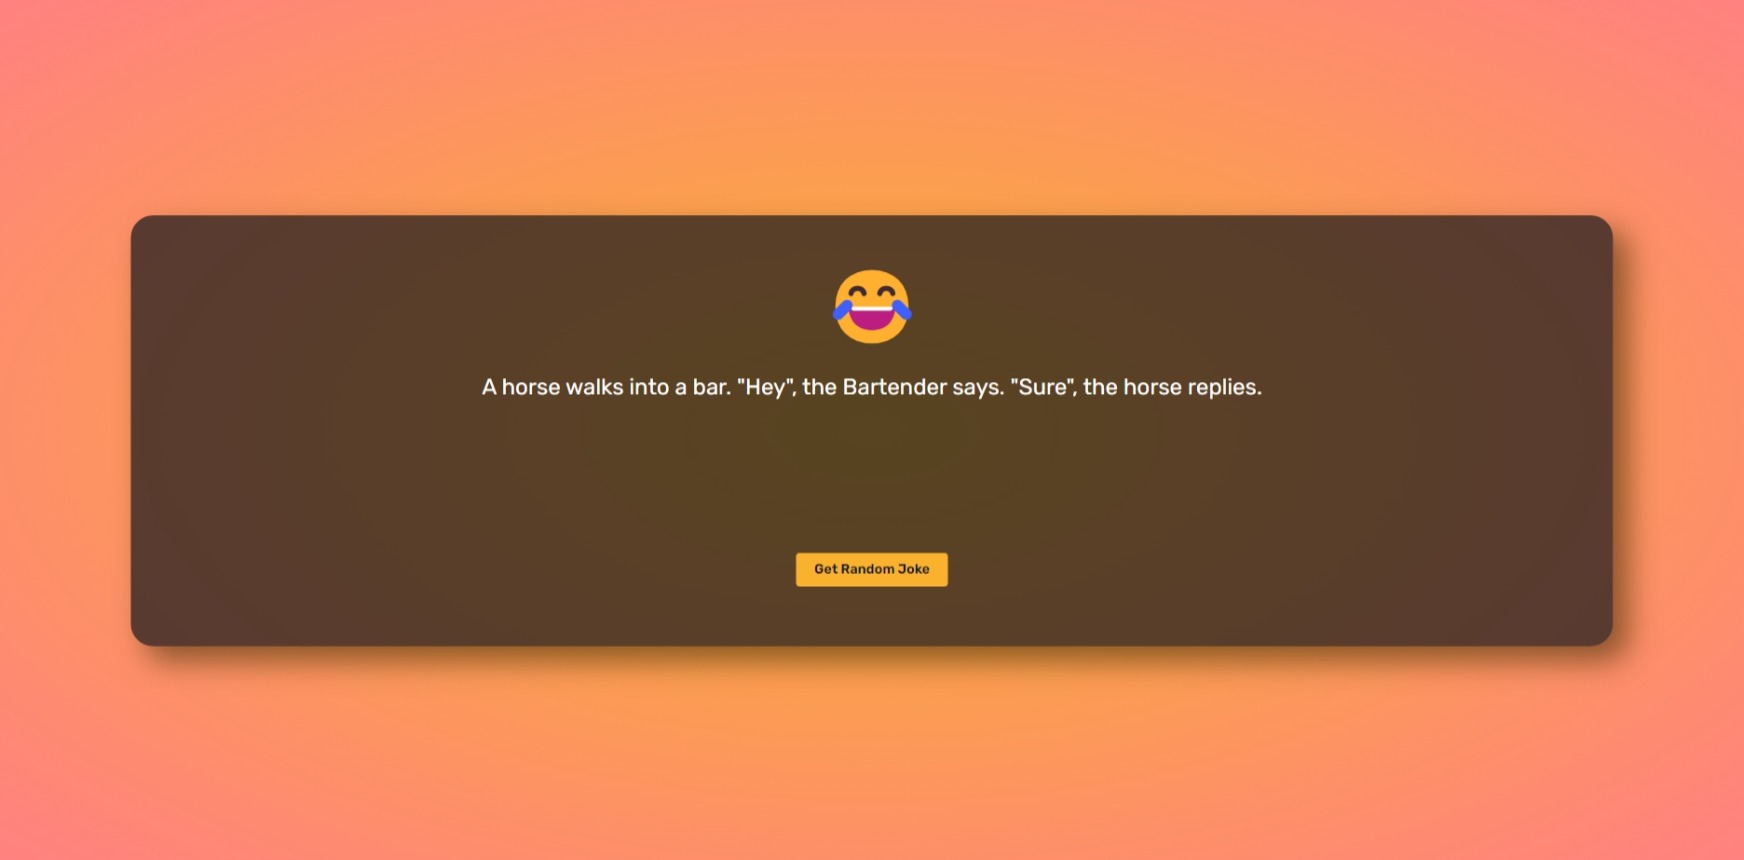 A horse walks into a bar. "Hey", the Bartender says. "Sure", the horse replies.
Get Random Joke